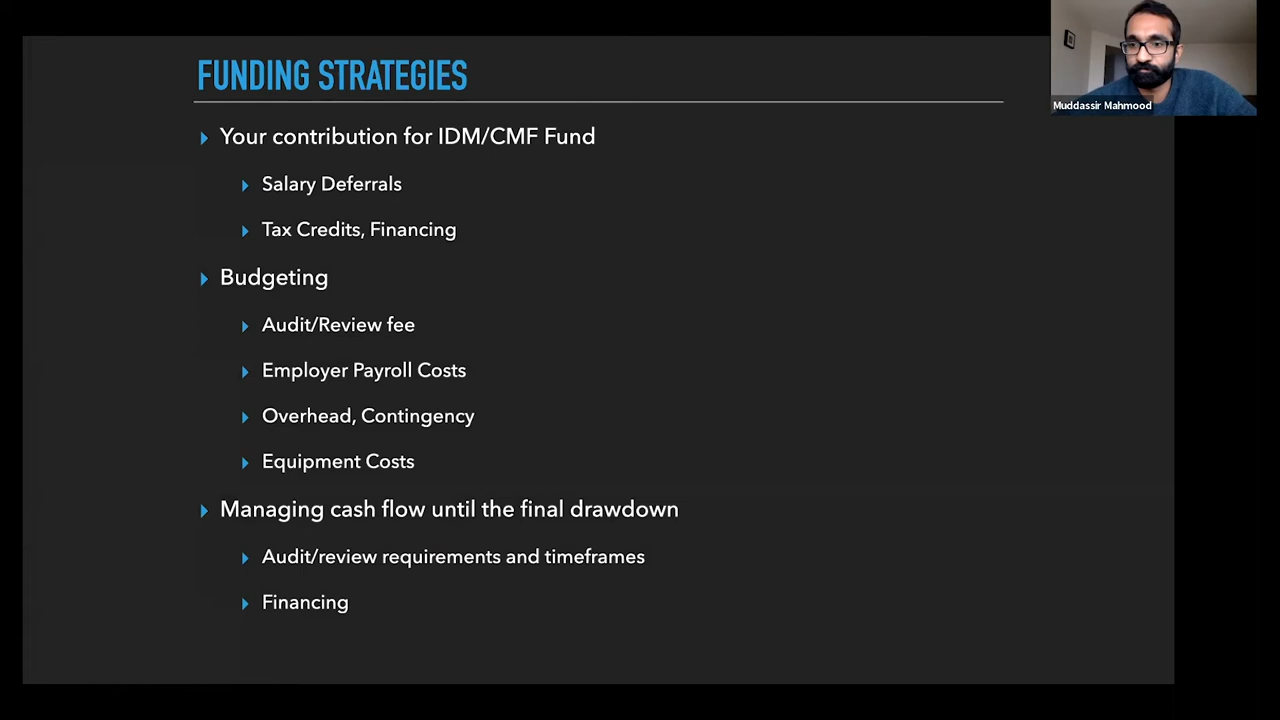 FUNDING STRATEGIES
Your contribution for IDM/CMF Fund
Salary Deferrals
Tax Credits, Financing
Budgeting
Audit/Review fee
Employer Payroll Costs
Overhead, Contingency
Equipment Costs
Managing cash flow until the final drawdown
Audit/review requirements and timeframes
Financing
Muddassir Mahmood